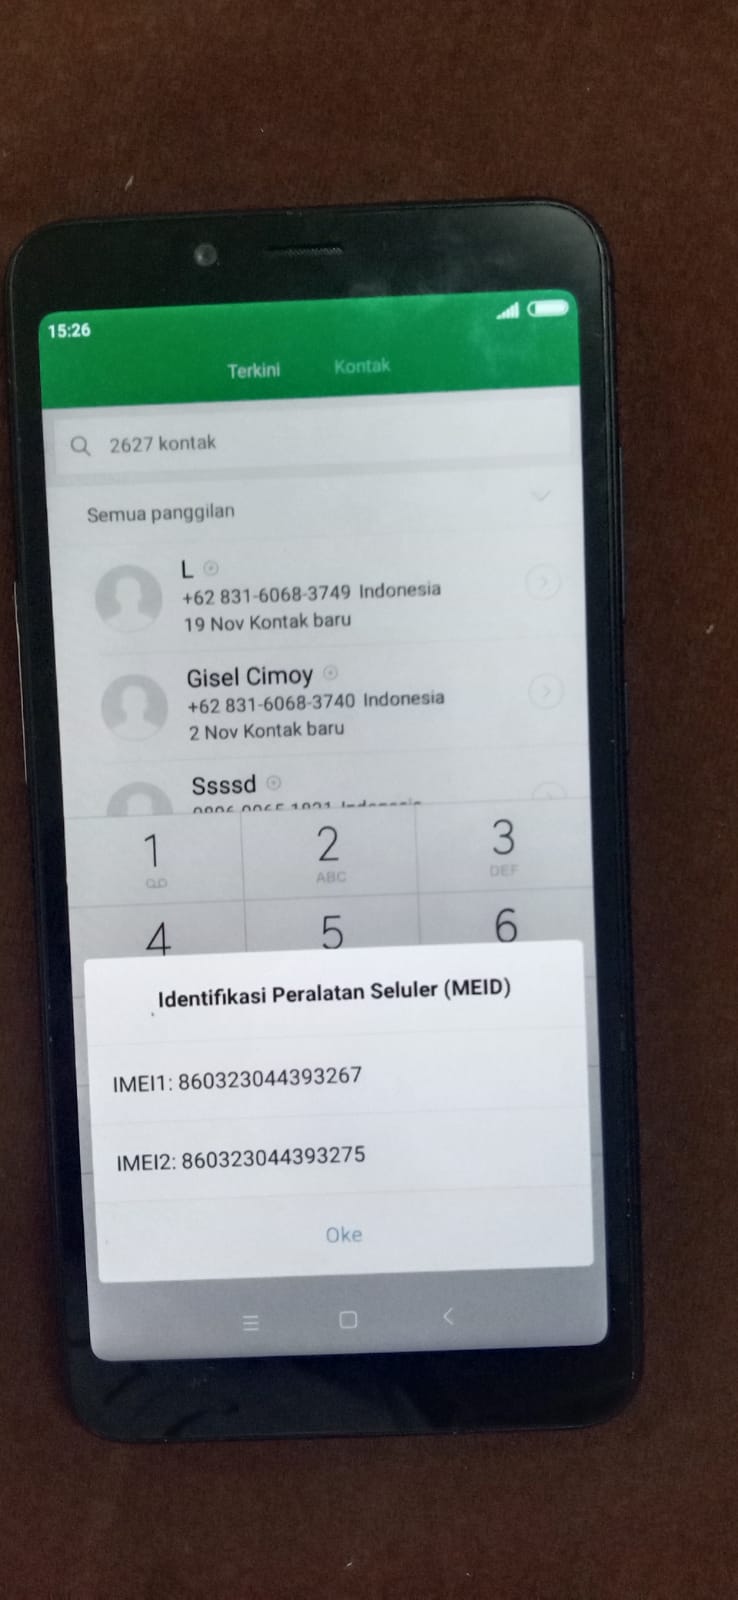 15:26
Terkini Kontak
2627 kontak
Semua panggilan
L
+62 831-6068-3749 Indonesia
19 Nov Kontak baru
Gisel Cimoy
+62 831-6068-3740 Indonesia
2 Nov Kontak baru
Ssssd
1 2 3
ABC DEF
4 5 6
Identifikasi Peralatan Seluler (MEID)
IMEI1: 860323044393267
IMEI2: 860323044393275
Oke